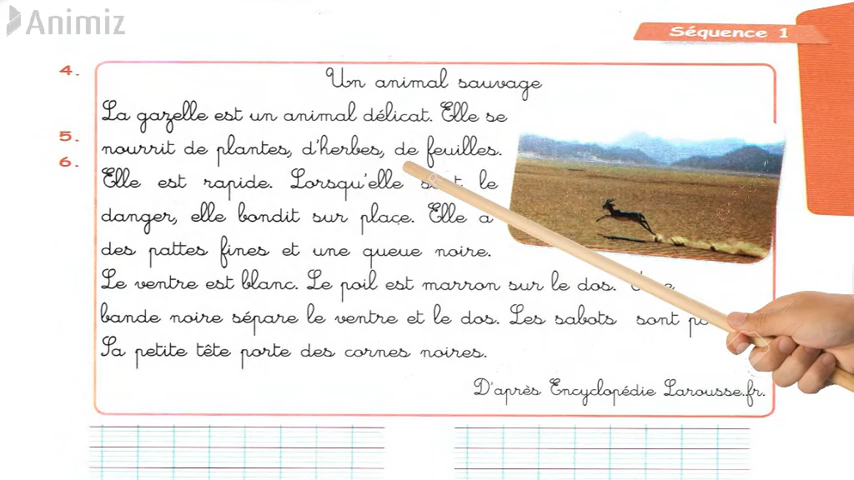 Animiz
Séquence 1
4.
Un animal sauvage
La gazelle est un animal délicat. Elle se
5.
nourrit de plantes, d'herbes, de feuilles.
6.
Elle est rapide. Lorsqu'elle le
danger, elle bondit sur place. Elle a
des pattes fines et une queue noire.
Le ventre est blanc. Le poil est marron sur le dos.
bande noire sépare le ventre et le dos. Les sabots sont
Sa petite tête porte des cornes noires.
D'après Encyclopédie Larousse.fr.